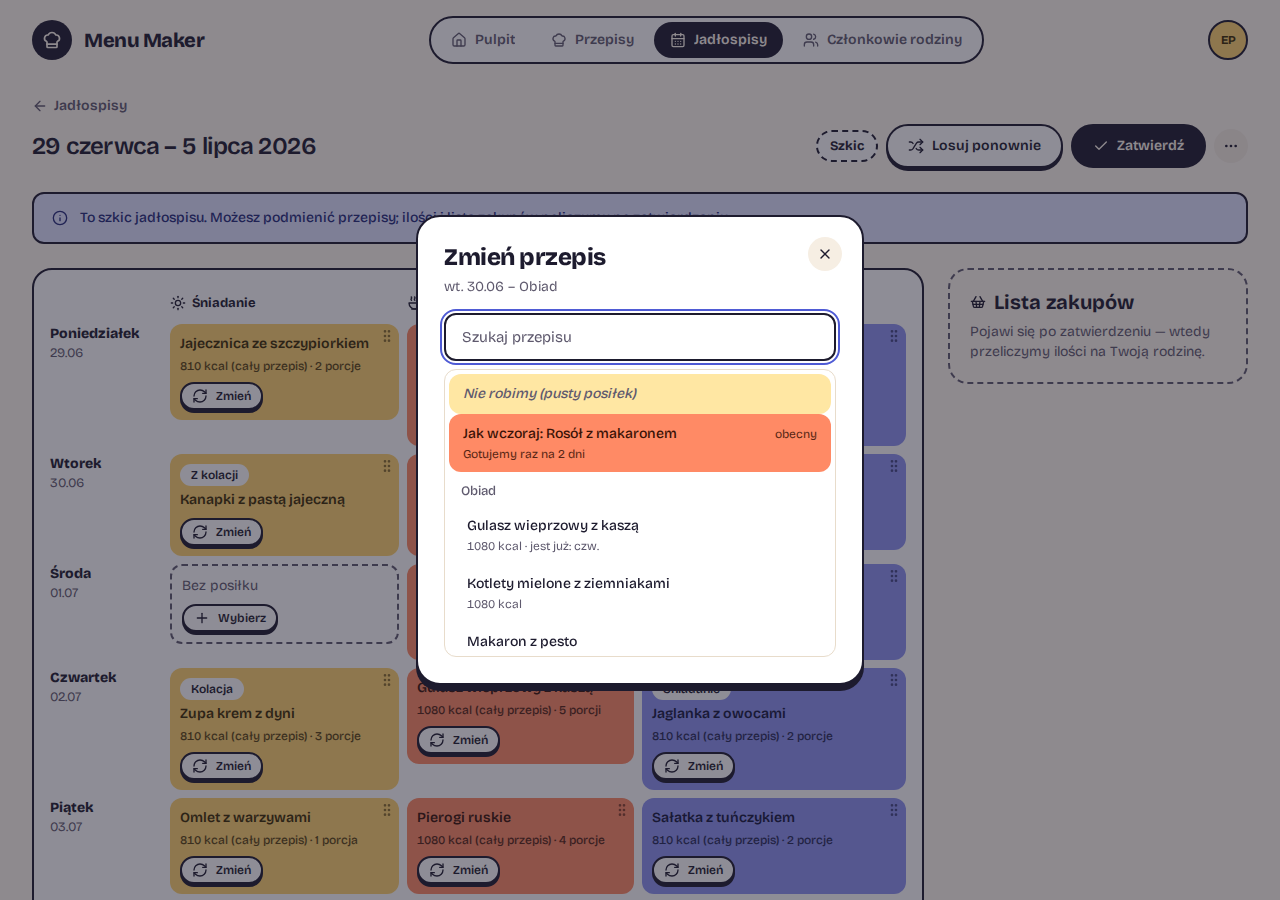 Menu Maker
Pulpit
Przepisy
Jadłospisy
Członkowie rodziny
EP
Jadłospisy
29 czerwca – 5 lipca 2026
Szkic
Losuj ponownie
Zatwierdź
To szkic jadłospisu. Możesz podmienić przepisy;
Śniadanie
Poniedziałek
29.06
Jajecznica ze szczypiorkiem
810 kcal (cały przepis) · 2 porcje
Zmień
Wtorek
30.06
Z kolacji
Kanapki z pastą jajeczną
Zmień
Środa
01.07
Bez posiłku
Wybierz
Czwartek
02.07
Kolacja
Zupa krem z dyni
810 kcal (cały przepis) · 3 porcje
Zmień
1080 kcal (cały przepis) · 5 porcji
Zmień
Jaglanka z owocami
810 kcal (cały przepis) · 2 porcje
Zmień
Piątek
03.07
Omlet z warzywami
810 kcal (cały przepis) · 1 porcja
Zmień
Pierogi ruskie
1080 kcal (cały przepis) · 4 porcje
Zmień
Sałatka z tuńczykiem
810 kcal (cały przepis) · 2 porcje
Zmień
Lista zakupów
Pojawi się po zatwierdzeniu — wtedy
przeliczymy ilości na Twoją rodzinę.
Zmień przepis
wt. 30.06 – Obiad
Szukaj przepisu
Nie robimy (pusty posiłek)
Jak wczoraj: Rosół z makaronem
obecny
Gotujemy raz na 2 dni
Obiad
Gulasz wieprzowy z kaszą
1080 kcal · jest już: czw.
Kotlety mielone z ziemniakami
1080 kcal
Makaron z pesto